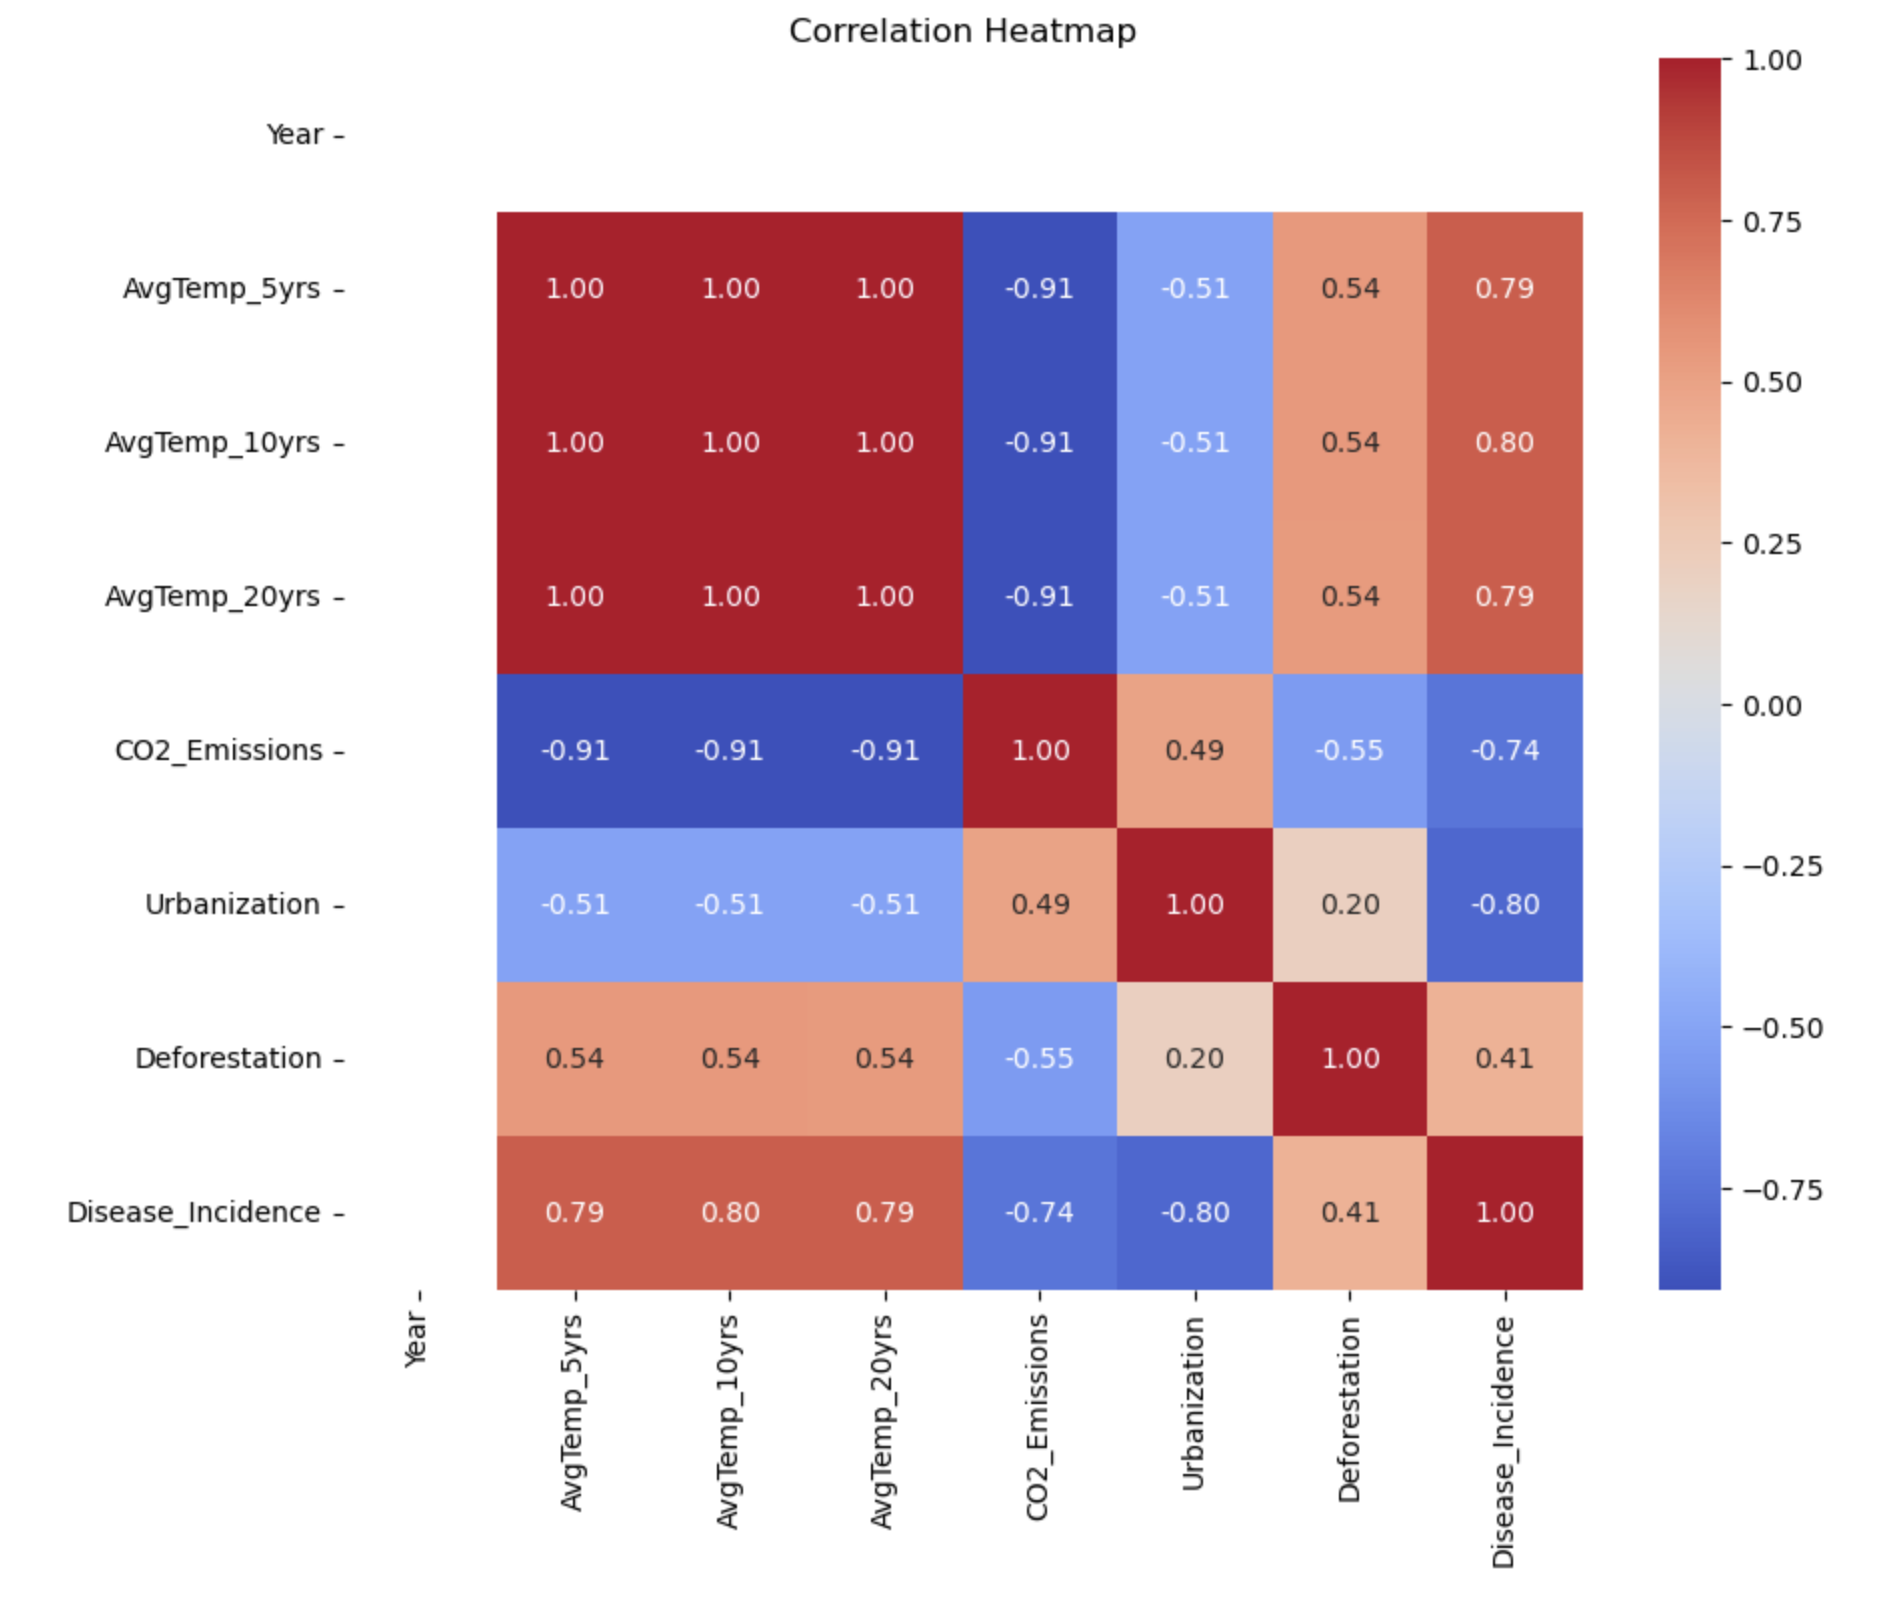 Correlation Heatmap
Year
AvgTemp_5yrs 1.00 1.00 1.00 -0.91 -0.51 0.54 0.79
AvgTemp_10yrs 1.00 1.00 1.00 -0.91 -0.51 0.54 0.80
AvgTemp_20yrs 1.00 1.00 1.00 -0.91 -0.51 0.54 0.79
CO2_Emissions -0.91 -0.91 -0.91 1.00 0.49 -0.55 -0.74
Urbanization -0.51 -0.51 -0.51 0.49 1.00 0.20 -0.80
Deforestation 0.54 0.54 0.54 -0.55 0.20 1.00 0.41
Disease_Incidence 0.79 0.80 0.79 -0.74 -0.80 0.41 1.00
Year
AvgTemp_5yrs
AvgTemp_10yrs
AvgTemp_20yrs
CO2_Emissions
Urbanization
Deforestation
Disease_Incidence
1.00
0.75
0.50
0.25
0.00
−0.25
−0.50
−0.75